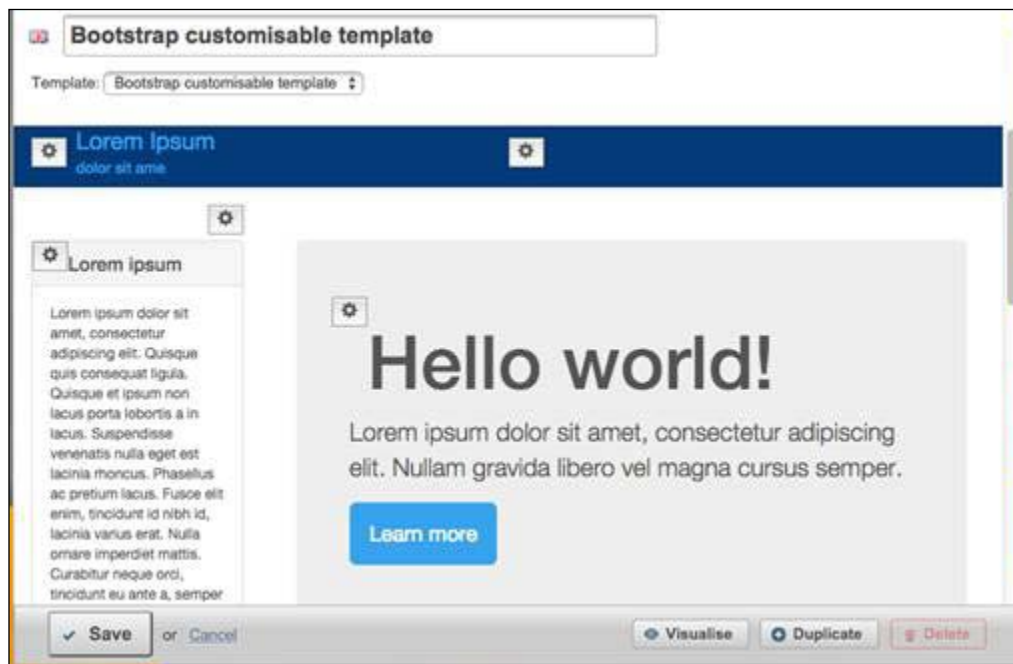 Bootstrap customisable template
Template: Bootstrap customisable template
Lorem Ipsum
dolor sit ame
Lorem ipsum
Lorem ipsum dolor sit
amet, consectetur
adipiscing elit. Quisque
quis consequat ligula.
Quisque et ipsum non
lacus porta lobortis a in
lacus. Suspendisse
venenatis nulla eget est
lacinia rhoncus. Phasellus
ac pretium lacus. Fusce elit
enim, tincidunt id nibh id,
lacinia varius erat. Nulla
ornare imperdiet mattis.
Curabitur neque orci,
tincidunt eu ante a, semper
Hello world!
Lorem ipsum dolor sit amet, consectetur adipiscing
elit. Nullam gravida libero vel magna cursus semper.
Learn more
Save or Cancel
Visualise
Duplicate
Delete